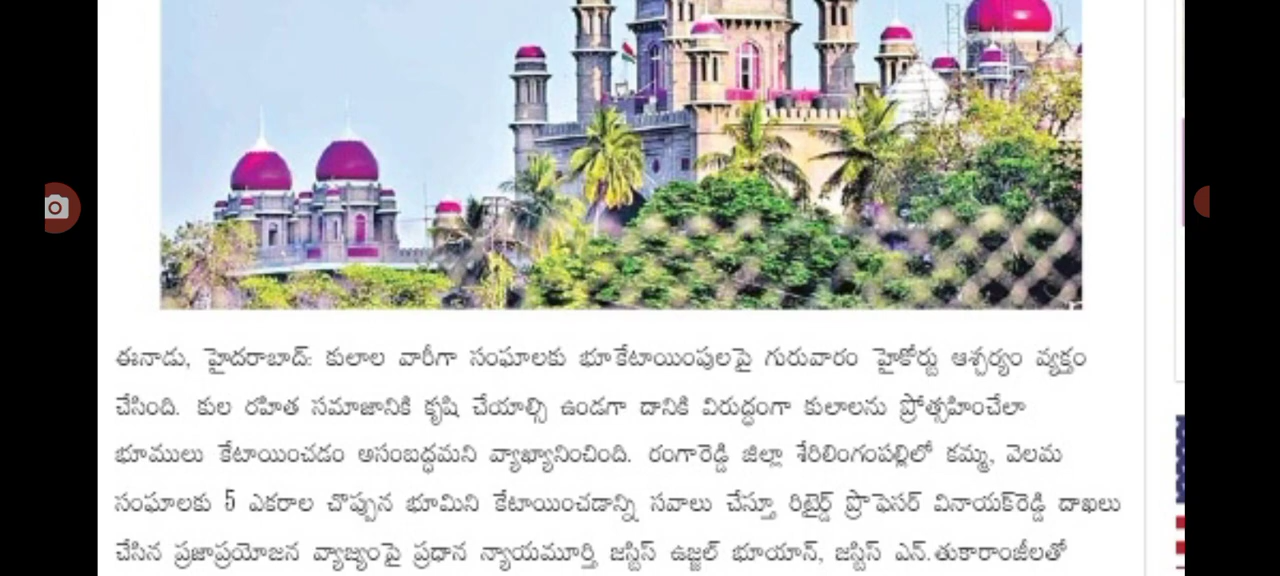 ఈనాడు, హైదరాబాద్: కులాల వారీగా సంఘాలకు భూకేటాయింపులపై గురువారం హైకోర్టు ఆశ్చర్యం వ్యక్తం
చేసింది. కుల రహిత సమాజానికి కృషి చేయాల్సి ఉండగా దానికి విరుద్ధంగా కులాలను ప్రోత్సహించేలా
భూములు కేటాయించడం అసంబద్ధమని వ్యాఖ్యానించింది. రంగారెడ్డి జిల్లా శేరిలింగంపల్లిలో కమ్మ, వెలమ
సంఘాలకు 5 ఎకరాల చొప్పున భూమిని కేటాయించడాన్ని సవాలు చేస్తూ రిటైర్డ్ ప్రొఫెసర్ వినాయక్‌రెడ్డి దాఖలు
చేసిన ప్రజాప్రయోజన వ్యాజ్యంపై ప్రధాన న్యాయమూర్తి జస్టిస్ ఉజ్జల్ భూయాన్, జస్టిస్ ఎన్.తుకారాంజీలతో